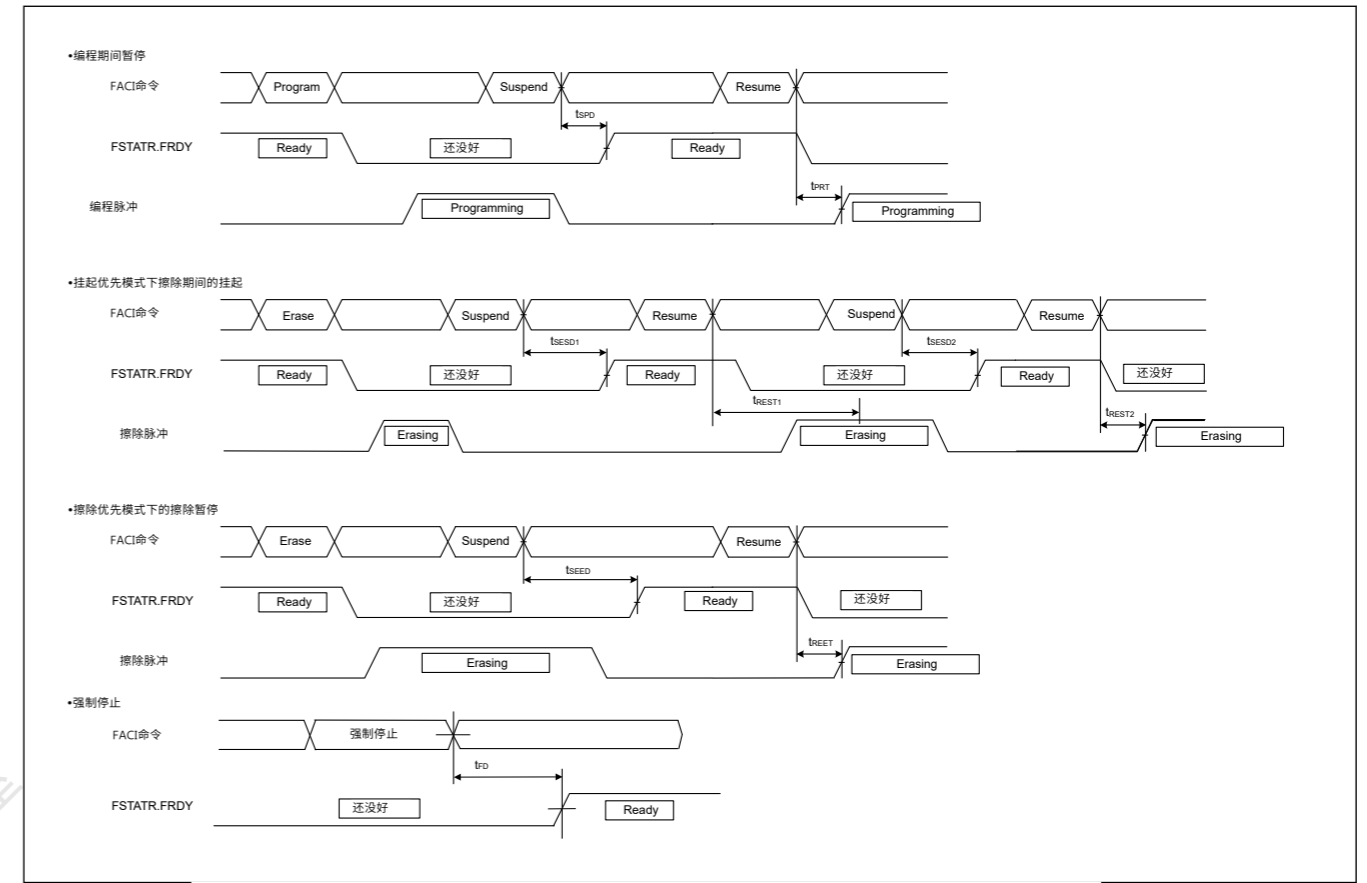 •编程期间暂停
FACI命令 Program Suspend Resume
tSPD
FSTATR.FRDY Ready 还没好 Ready
tPRT
编程脉冲 Programming Programming
•挂起优先模式下擦除期间的挂起
FACI命令 Erase Suspend Resume Suspend Resume
tSESD1 tSESD2
FSTATR.FRDY Ready 还没好 Ready 还没好 Ready 还没好
tREST1 tREST2
擦除脉冲 Erasing Erasing Erasing
•擦除优先模式下的擦除暂停
FACI命令 Erase Suspend Resume
tSEED
FSTATR.FRDY Ready 还没好 Ready 还没好
tREET
擦除脉冲 Erasing Erasing
•强制停止
FACI命令 强制停止
tFD
FSTATR.FRDY 还没好 Ready